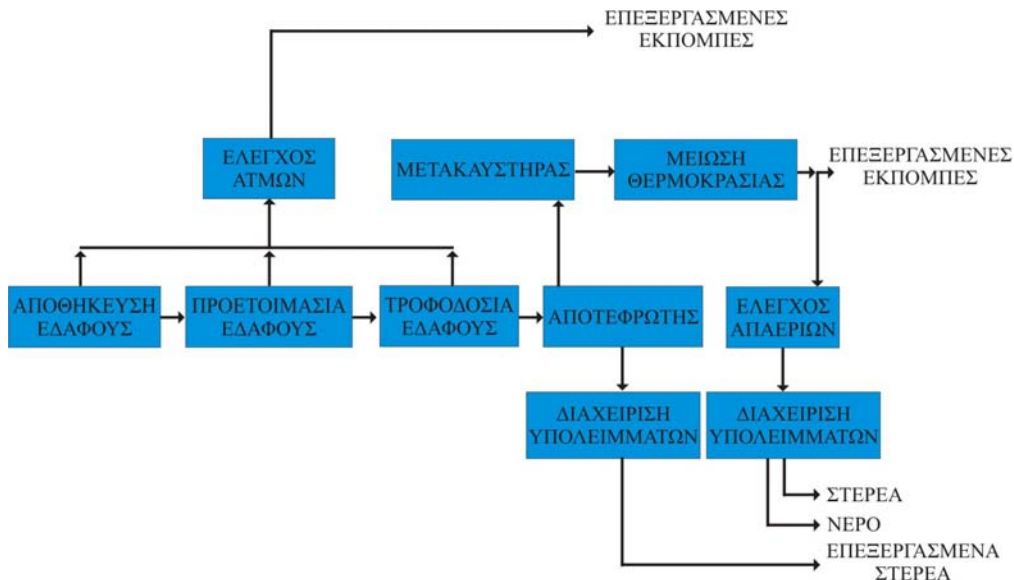 ΕΠΕΞΕΡΓΑΣΜΕΝΕΣ
ΕΚΠΟΜΠΕΣ
ΕΛΕΓΧΟΣ
ΑΤΜΩΝ
ΜΕΤΑΚΑΥΣΤΗΡΑΣ
ΜΕΙΩΣΗ
ΘΕΡΜΟΚΡΑΣΙΑΣ
ΕΠΕΞΕΡΓΑΣΜΕΝΕΣ
ΕΚΠΟΜΠΕΣ
ΑΠΟΘΗΚΕΥΣΗ
ΕΔΑΦΟΥΣ
ΠΡΟΕΤΟΙΜΑΣΙΑ
ΕΔΑΦΟΥΣ
ΤΡΟΦΟΔΟΣΙΑ
ΕΔΑΦΟΥΣ
ΑΠΟΤΕΦΡΩΤΗΣ
ΕΛΕΓΧΟΣ
ΑΠΑΕΡΙΩΝ
ΔΙΑΧΕΙΡΙΣΗ
ΥΠΟΛΕΙΜΜΑΤΩΝ
ΔΙΑΧΕΙΡΙΣΗ
ΥΠΟΛΕΙΜΜΑΤΩΝ
ΣΤΕΡΕΑ
ΝΕΡΟ
ΕΠΕΞΕΡΓΑΣΜΕΝΑ
ΣΤΕΡΕΑ